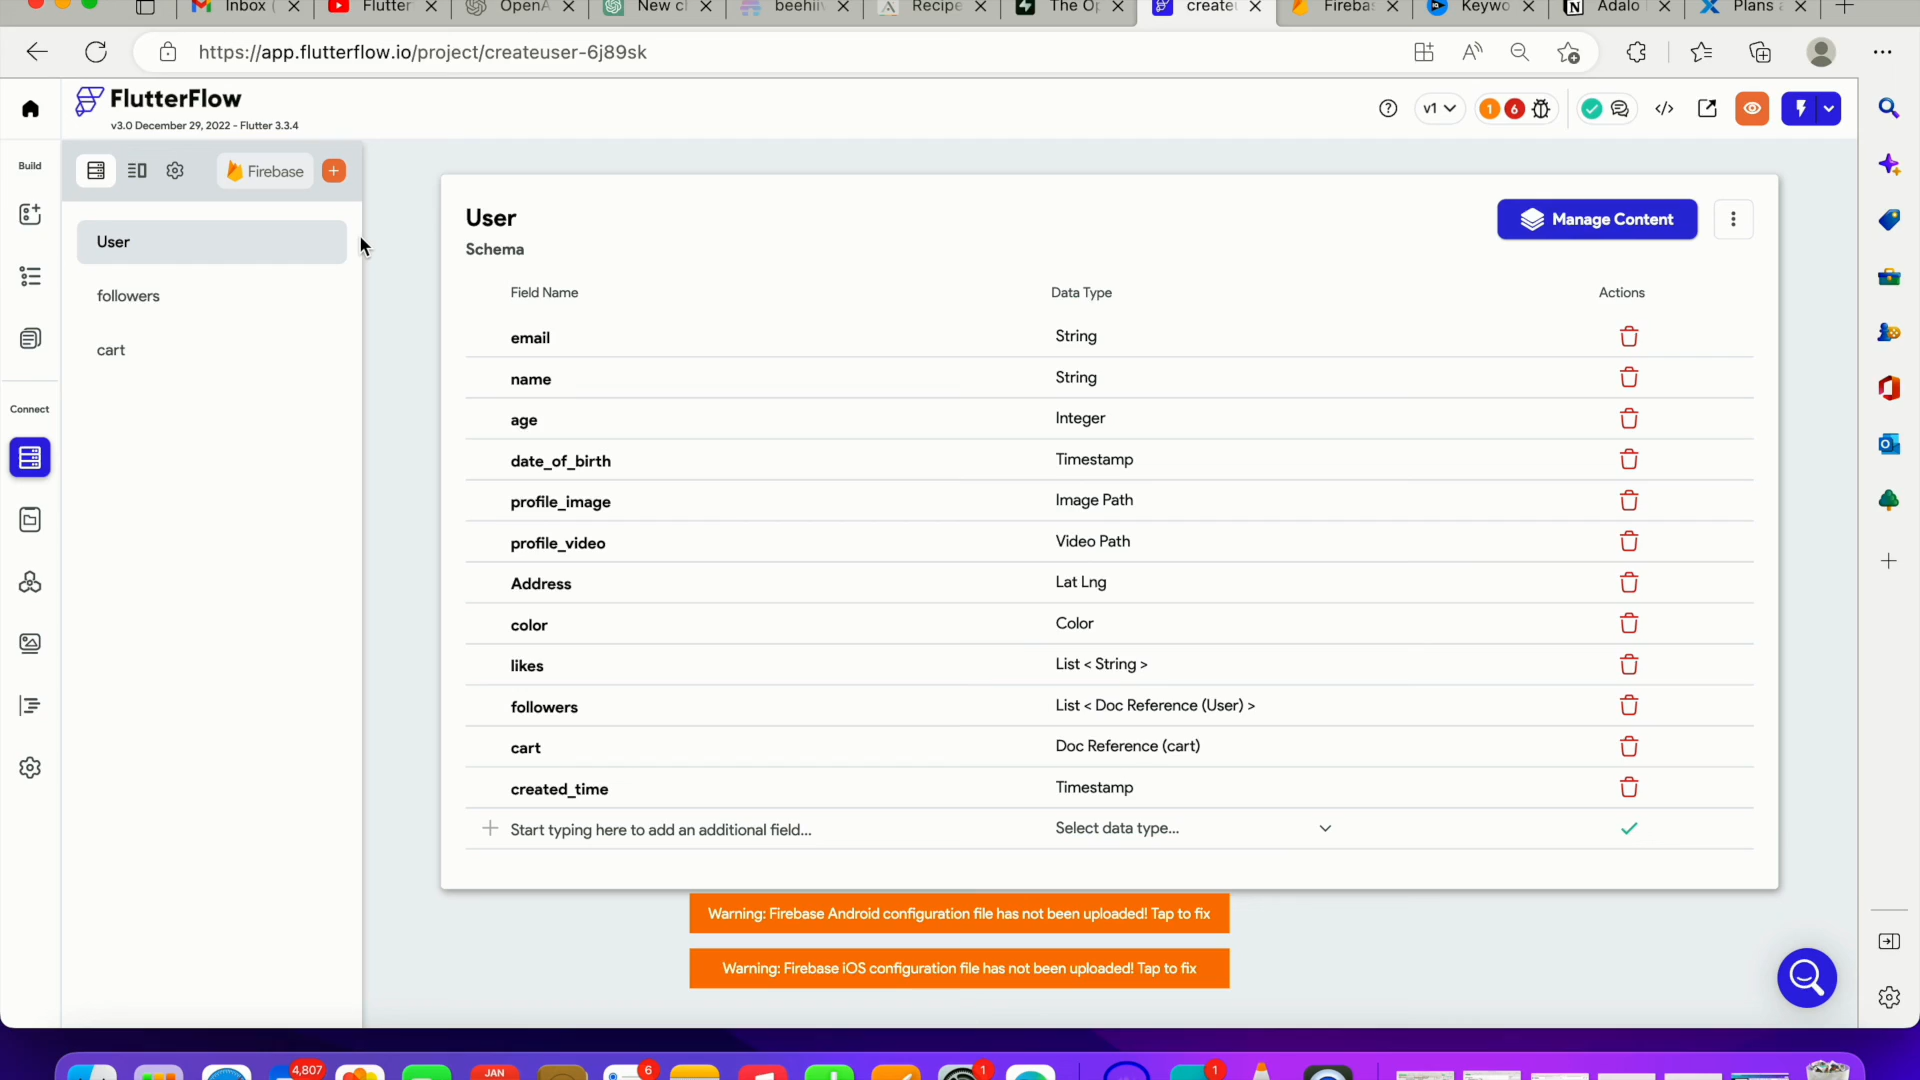 Inbox (
Flutter
OpenA
New cl
beehiiv
Recipe
The Op
create
Firebas
Keywo
Adalo
Plans a
https://app.flutterflow.io/project/createuser-6j89sk
FlutterFlow
v3.0 December 29, 2022 - Flutter 3.3.4
v1
1
6
Build
Firebase
User
followers
cart
Connect
User
Schema
Manage Content
Field Name Data Type Actions
email String
name String
age Integer
date_of_birth Timestamp
profile_image Image Path
profile_video Video Path
Address Lat Lng
color Color
likes List < String >
followers List < Doc Reference (User) >
cart Doc Reference (cart)
created_time Timestamp
Start typing here to add an additional field... Select data type...
Warning: Firebase Android configuration file has not been uploaded! Tap to fix
Warning: Firebase iOS configuration file has not been uploaded! Tap to fix
4,807
JAN
6
1
1